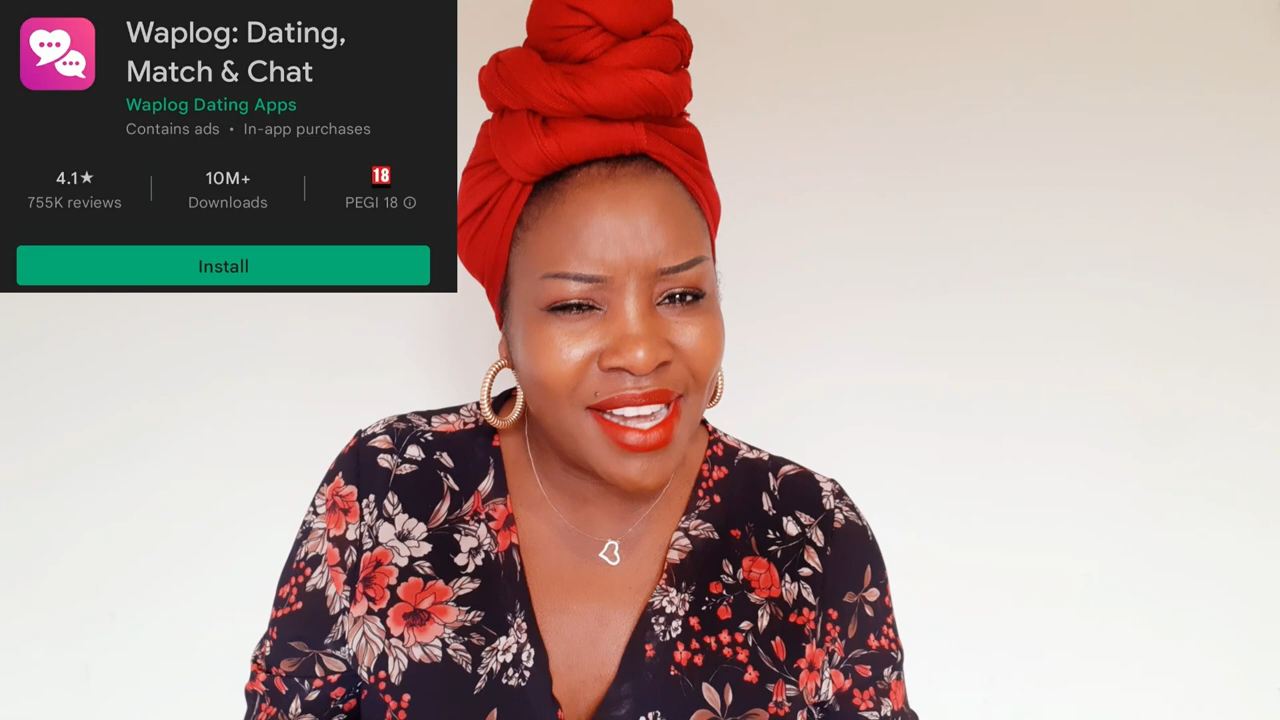 Waplog: Dating,
Match & Chat
Waplog Dating Apps
Contains ads • In-app purchases
4.1★
755K reviews
10M+
Downloads
18
PEGI 18
Install